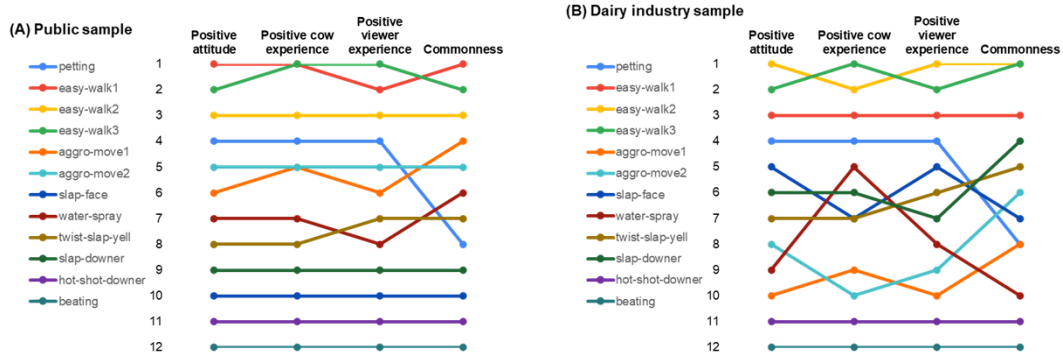 (A) Public sample
Positive attitude
Positive cow experience
Positive viewer experience
Commonness
petting
easy-walk1
easy-walk2
easy-walk3
aggro-move1
aggro-move2
slap-face
water-spray
twist-slap-yell
slap-downer
hot-shot-downer
beating
1
2
3
4
5
6
7
8
9
10
11
12
(B) Dairy industry sample
Positive attitude
Positive cow experience
Positive viewer experience
Commonness
petting
easy-walk1
easy-walk2
easy-walk3
aggro-move1
aggro-move2
slap-face
water-spray
twist-slap-yell
slap-downer
hot-shot-downer
beating
1
2
3
4
5
6
7
8
9
10
11
12